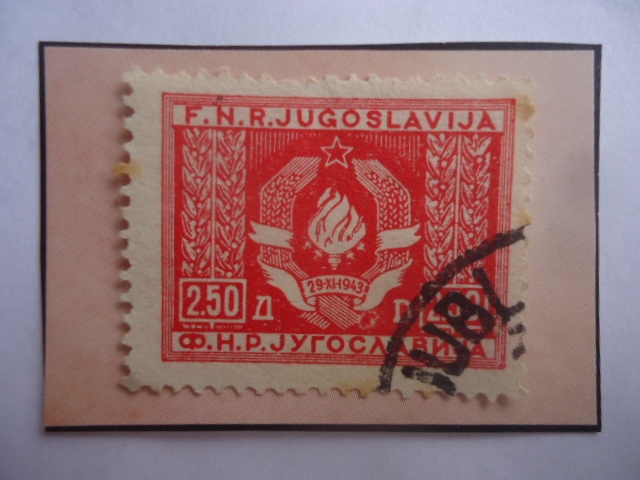 F.N.R.JUGOSLAVIJA
29·XI·1943
2.50 Д D
Ф.Н.Р.ЈУГОСЛАВИЈА